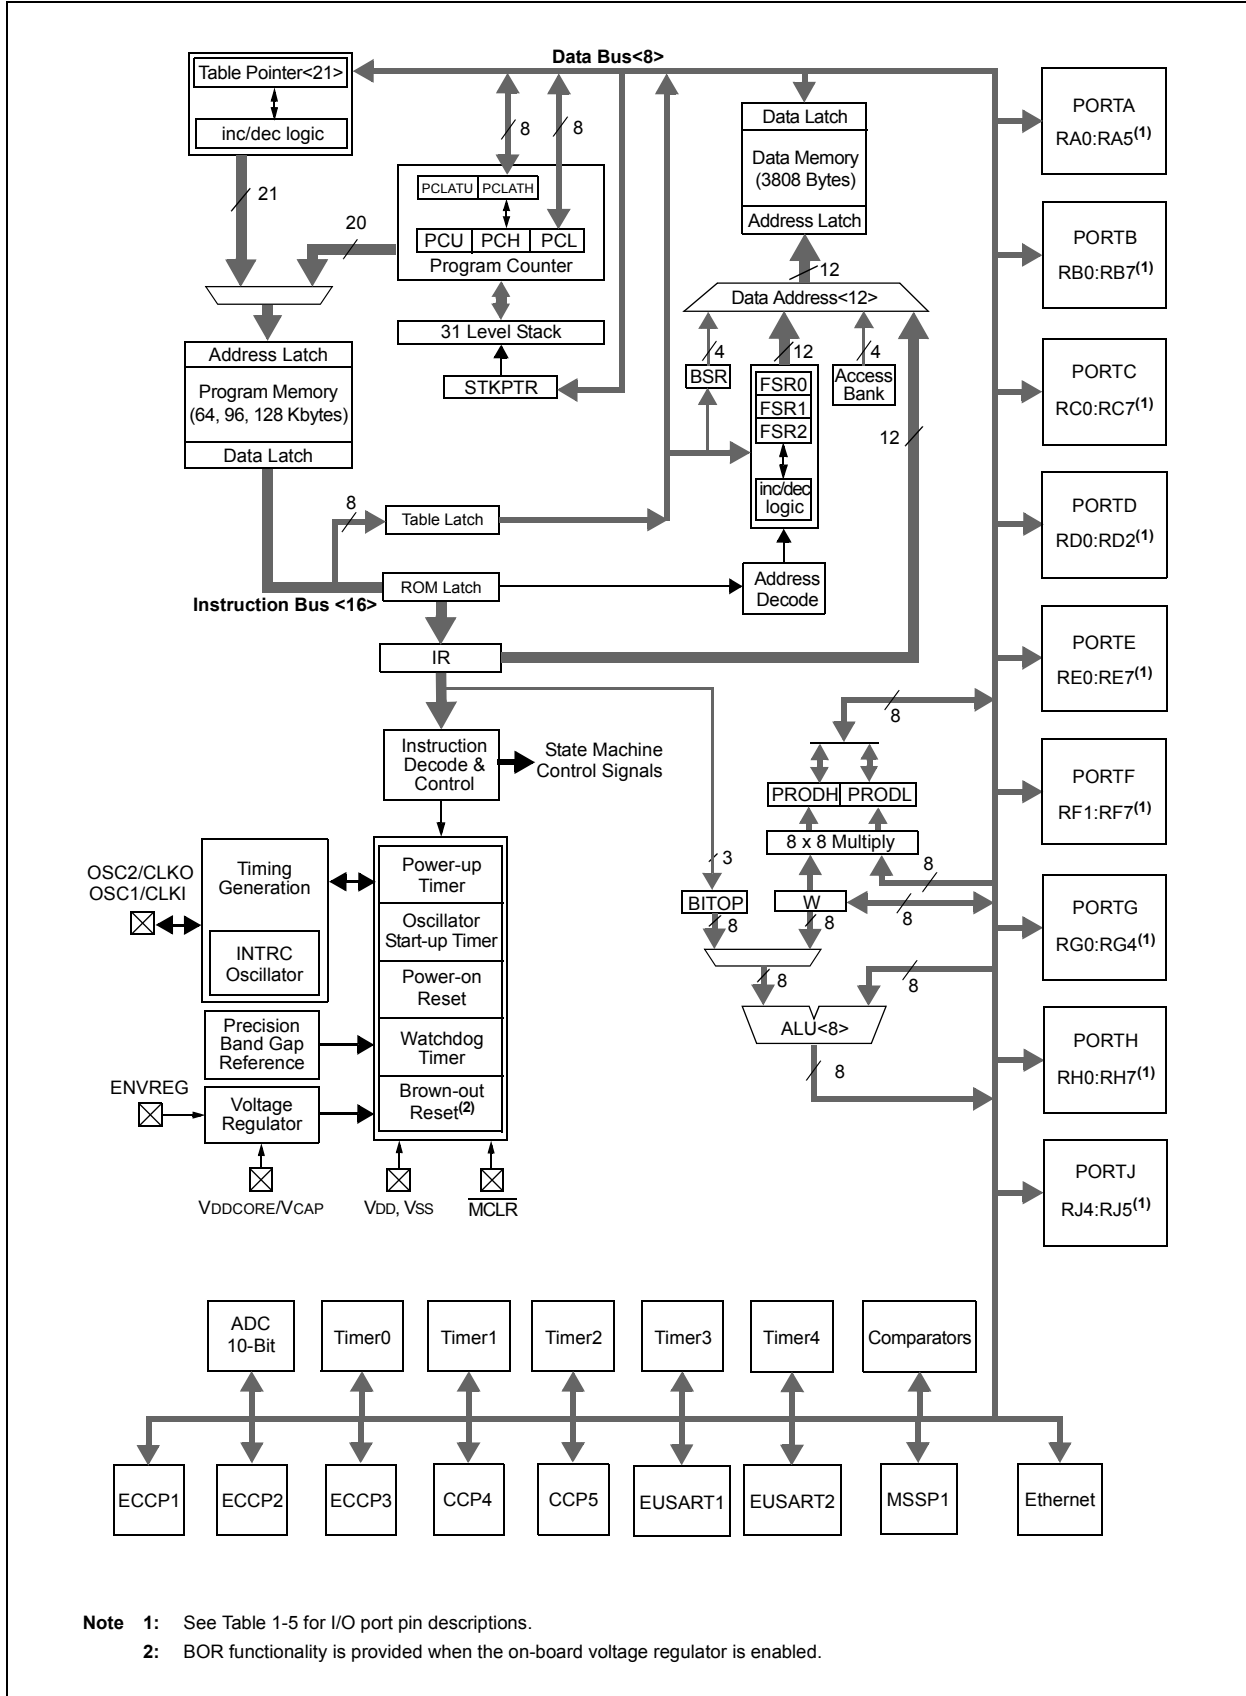 Data Bus<8>
Table Pointer<21>
inc/dec logic
21
20
8
8
PCLATU PCLATH
PCU PCH PCL
Program Counter
31 Level Stack
STKPTR
Data Latch
Data Memory
(3808 Bytes)
Address Latch
12
Data Address<12>
4
12
4
BSR
FSR0
FSR1
FSR2
inc/dec
logic
Access
Bank
12
Address Latch
Program Memory
(64, 96, 128 Kbytes)
Data Latch
8
Table Latch
ROM Latch
Instruction Bus <16>
Address
Decode
IR
Instruction
Decode &
Control
State Machine
Control Signals
8
PRODH PRODL
8 x 8 Multiply
3
8
BITOP
W
8
8
8
8
8
ALU<8>
8
OSC2/CLKO
OSC1/CLKI
Timing
Generation
INTRC
Oscillator
Power-up
Timer
Oscillator
Start-up Timer
Power-on
Reset
Watchdog
Timer
Brown-out
Reset(2)
Precision
Band Gap
Reference
ENVREG
Voltage
Regulator
VDDCORE/VCAP
VDD, VSS
MCLR
PORTA
RA0:RA5(1)
PORTB
RB0:RB7(1)
PORTC
RC0:RC7(1)
PORTD
RD0:RD2(1)
PORTE
RE0:RE7(1)
PORTF
RF1:RF7(1)
PORTG
RG0:RG4(1)
PORTH
RH0:RH7(1)
PORTJ
RJ4:RJ5(1)
ADC
10-Bit
Timer0
Timer1
Timer2
Timer3
Timer4
Comparators
ECCP1
ECCP2
ECCP3
CCP4
CCP5
EUSART1
EUSART2
MSSP1
Ethernet
Note 1: See Table 1-5 for I/O port pin descriptions.
2: BOR functionality is provided when the on-board voltage regulator is enabled.